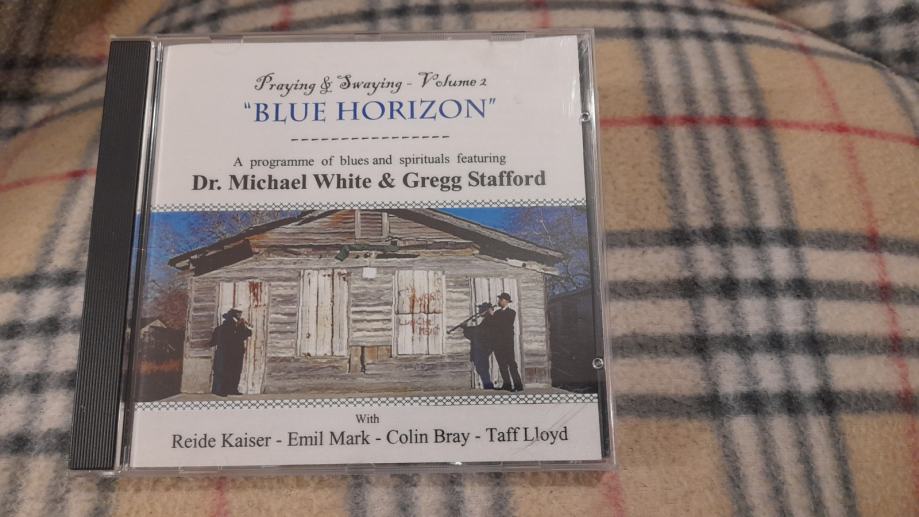 Praying & Swaying - Volume 2
"BLUE HORIZON"
A programme of blues and spirituals featuring
Dr. Michael White & Gregg Stafford
With
Reide Kaiser - Emil Mark - Colin Bray - Taff Lloyd